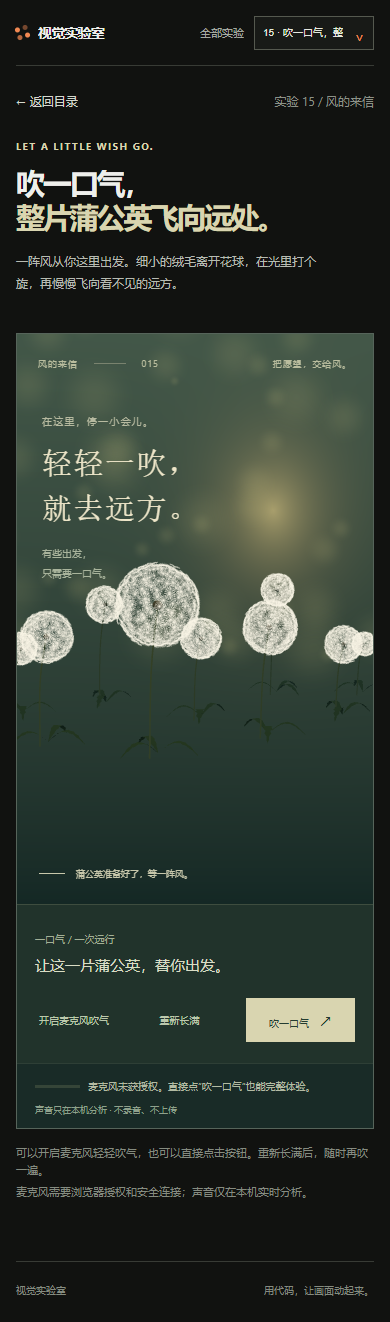 视觉实验室
全部实验
15 · 吹一口气，整
← 返回目录
实验 15 / 风的来信
LET A LITTLE WISH GO.
吹一口气，
整片蒲公英飞向远处。
一阵风从你这里出发。细小的绒毛离开花球，在光里打个
旋，再慢慢飞向看不见的远方。
风的来信 015
把愿望，交给风。
在这里，停一小会儿。
轻轻一吹，
就去远方。
有些出发，
只需要一口气。
蒲公英准备好了，等一阵风。
一口气 / 一次远行
让这一片蒲公英，替你出发。
开启麦克风吹气
重新长满
吹一口气 ↗
麦克风未获授权。直接点“吹一口气”也能完整体验。
声音只在本机分析 · 不录音、不上传
可以开启麦克风轻轻吹气，也可以直接点击按钮。重新长满后，随时再吹
一遍。
麦克风需要浏览器授权和安全连接；声音仅在本机实时分析。
视觉实验室
用代码，让画面动起来。